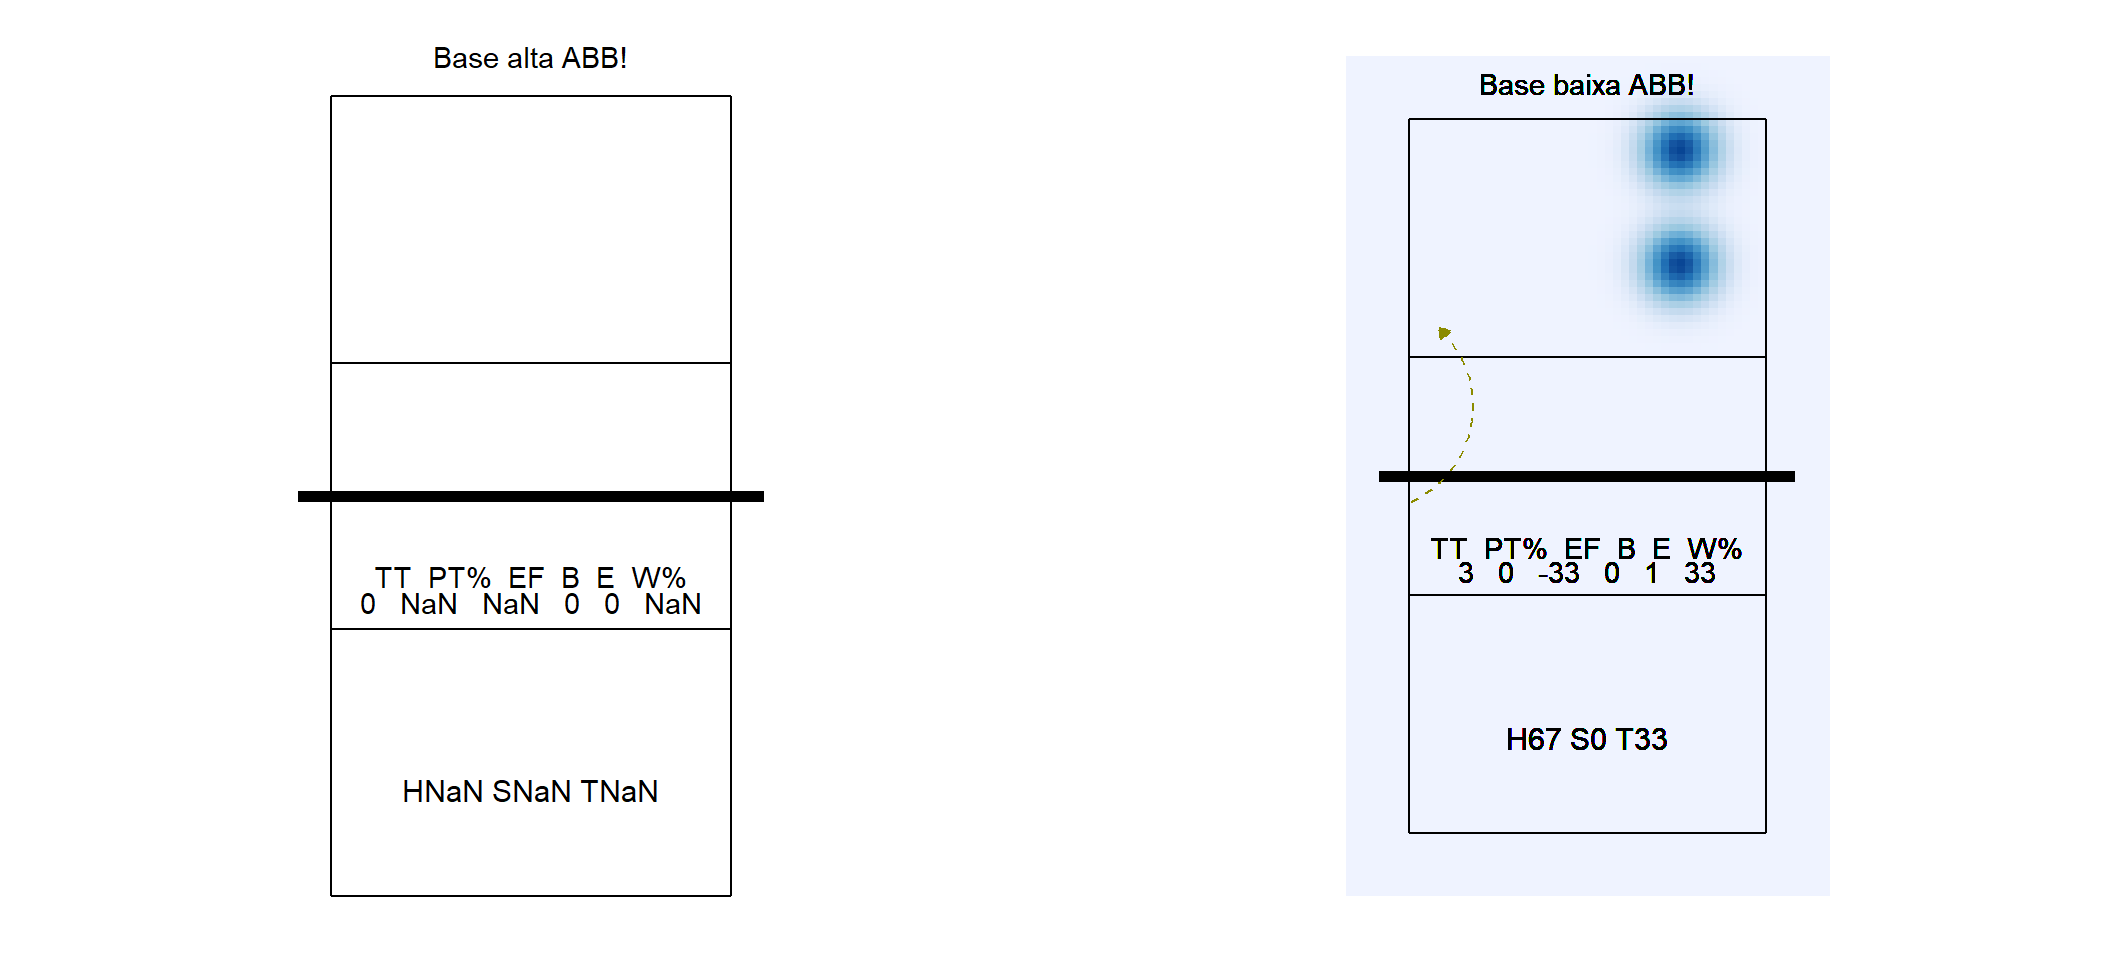 Base alta ABB!
TT PT% EF B E W%
0 NaN NaN 0 0 NaN
HNaN SNaN TNaN
Base baixa ABB!
TT PT% EF B E W%
3 0 -33 0 1 33
H67 S0 T33